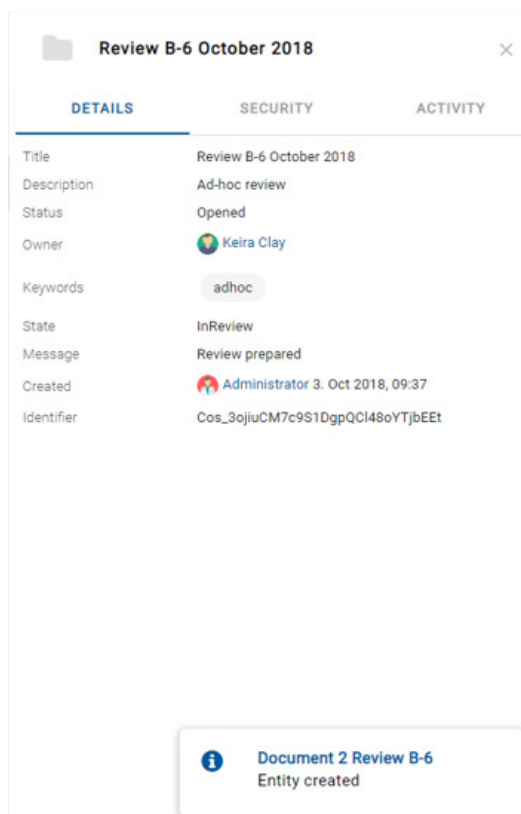 Review B-6 October 2018
DETAILS SECURITY ACTIVITY
Title Review B-6 October 2018
Description Ad-hoc review
Status Opened
Owner Keira Clay
Keywords adhoc
State InReview
Message Review prepared
Created Administrator 3. Oct 2018, 09:37
Identifier Cos_3ojiuCM7c9S1DgpQCl48oYTjbEEt
Document 2 Review B-6
Entity created